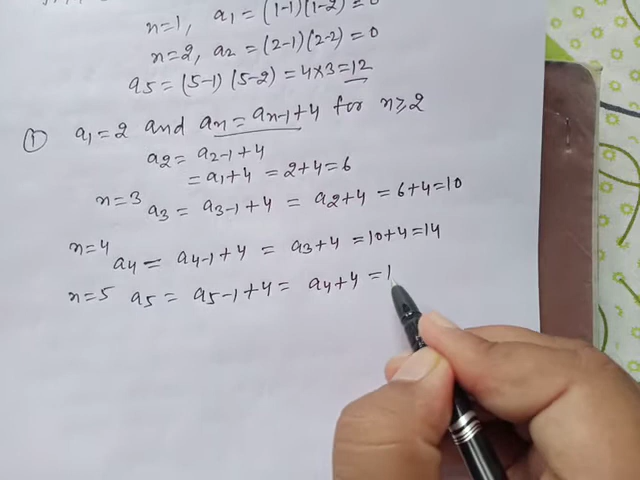 n=1, a1 = (1-1)(1-2) = 0
n=2, a2 = (2-1)(2-2) = 0
a5 = (5-1)(5-2) = 4×3 = 12
① a1 = 2 and an = an-1 + 4 for n ≥ 2
a2 = a2-1 + 4
= a1 + 4 = 2+4 = 6
n=3 a3 = a3-1 + 4 = a2 + 4 = 6+4 = 10
n=4
a4 = a4-1 + 4 = a3 + 4 = 10+4 = 14
n=5 a5 = a5-1 + 4 = a4 + 4 = 1